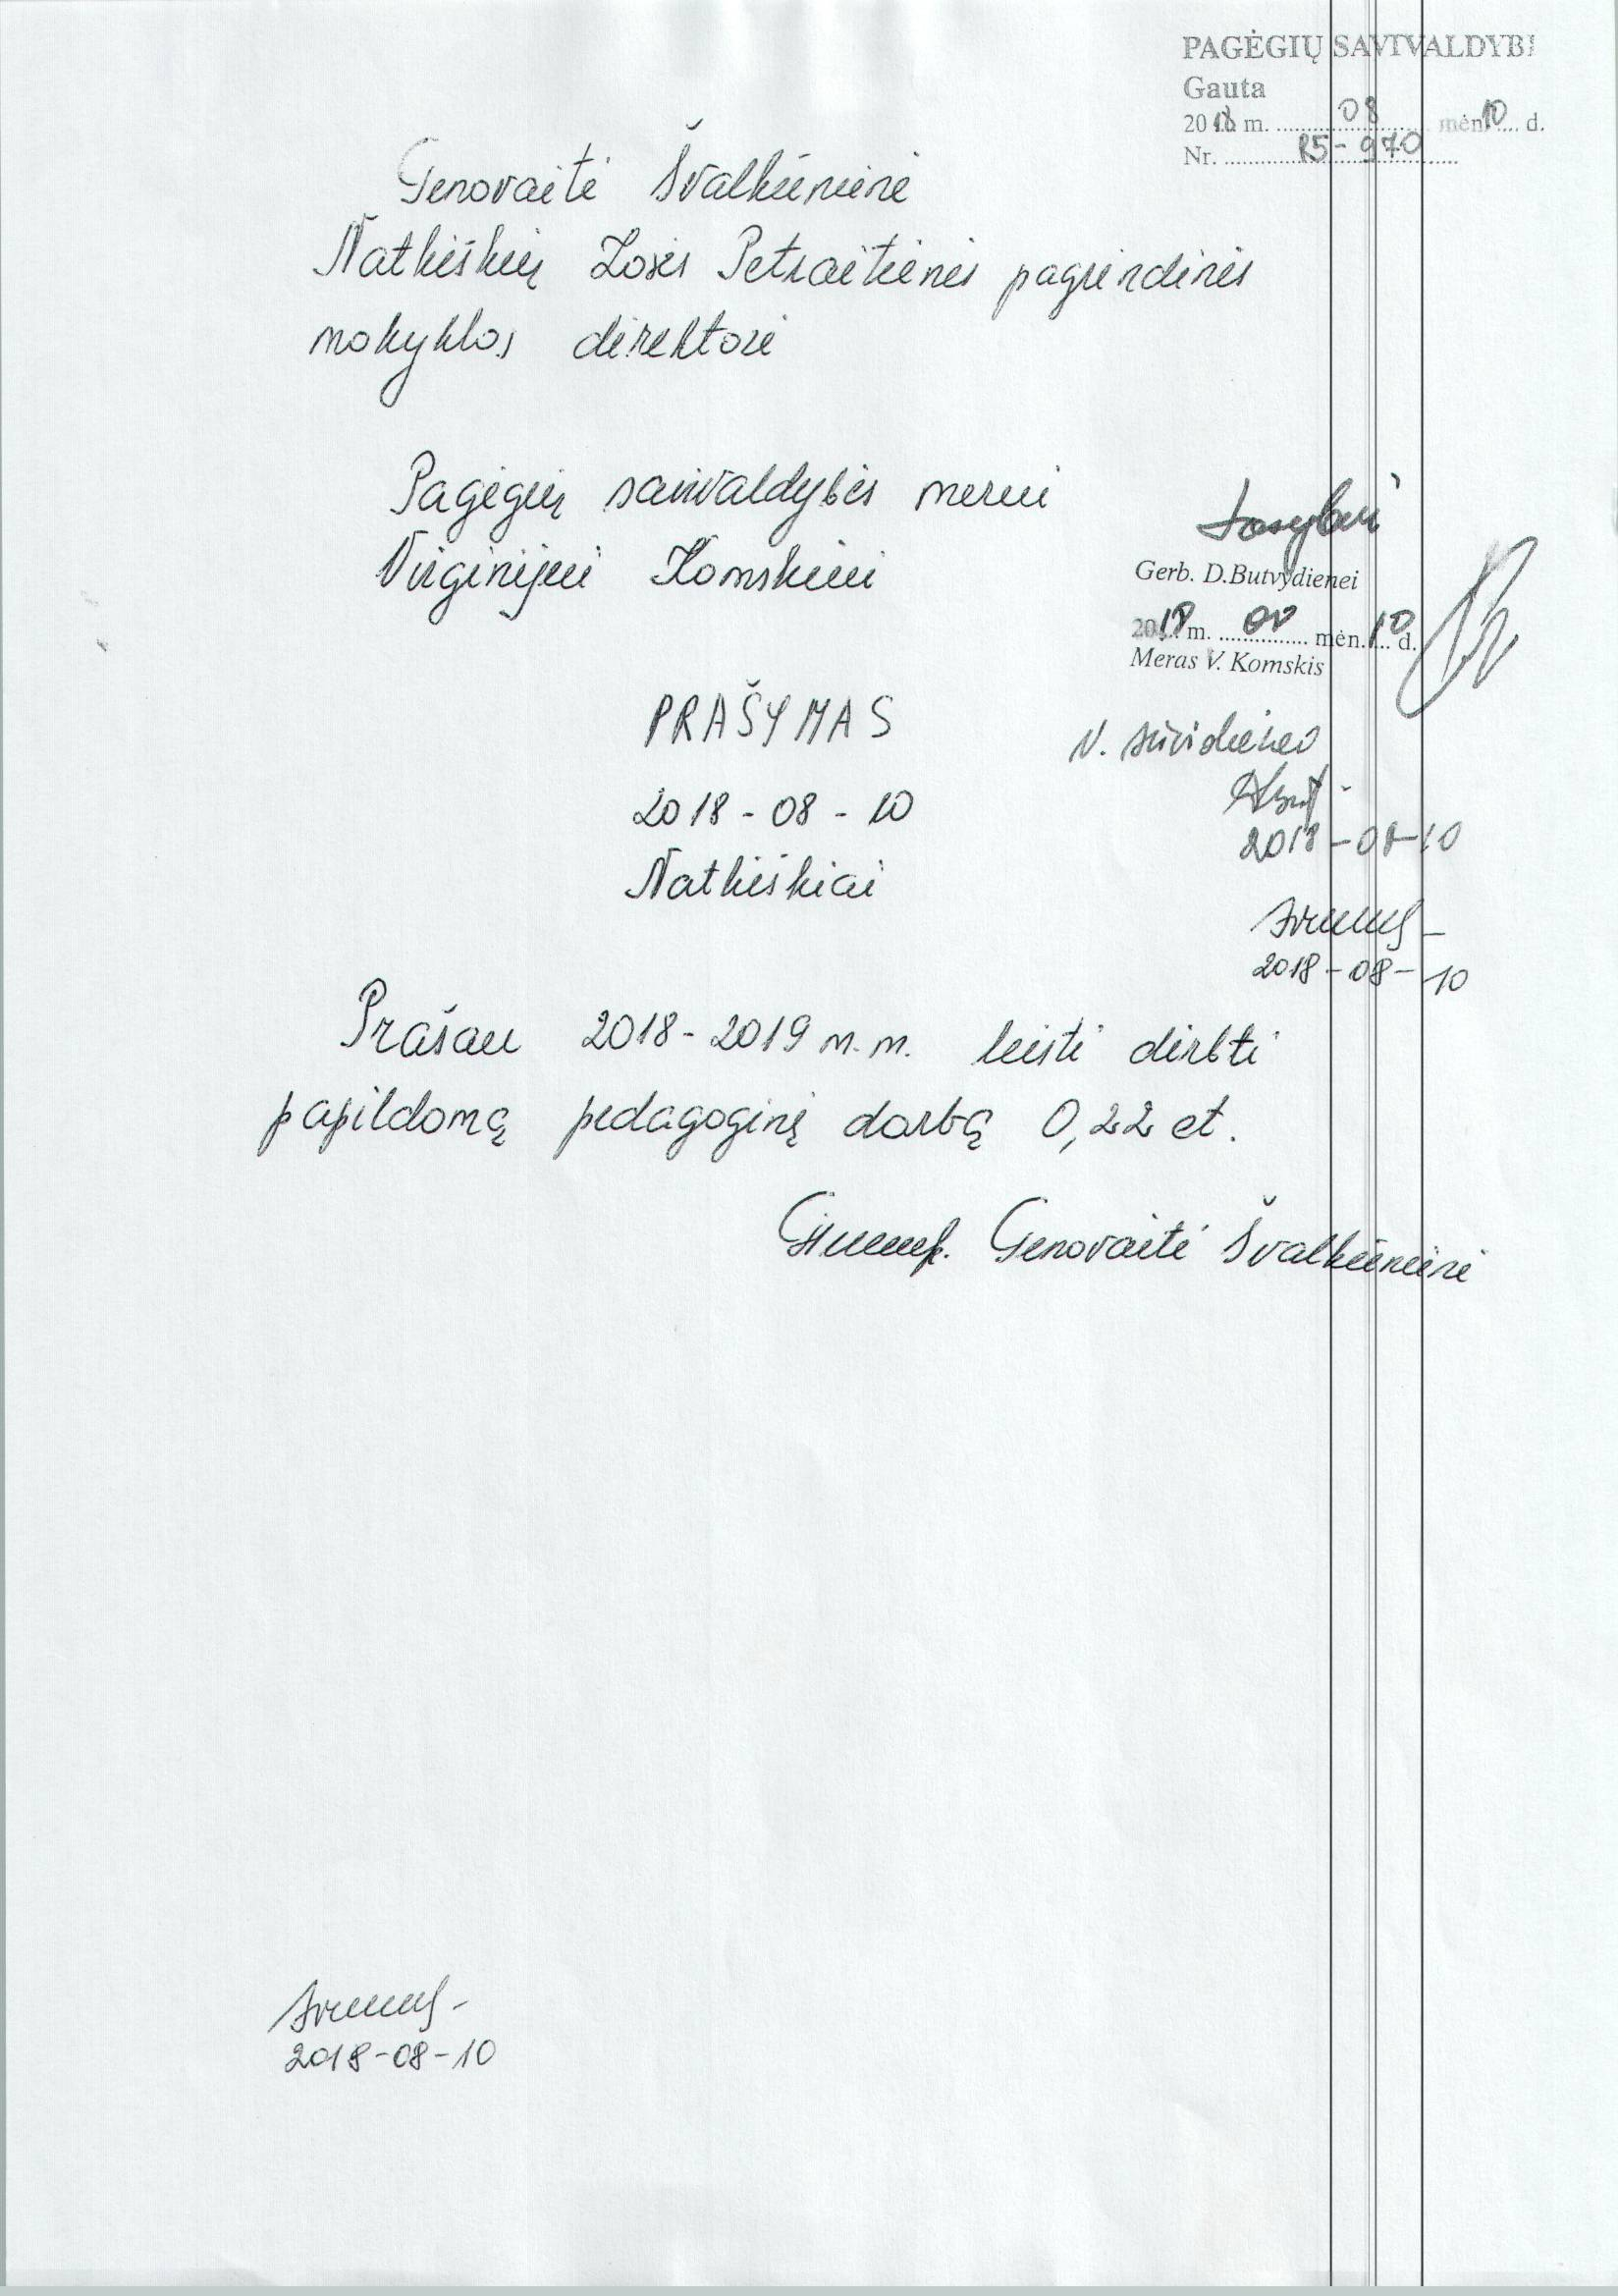 PAGĖGIŲ SAVIVALDYBĖ
Gauta
2018 m. 08 mėn. 10 d.
Nr. R5-970
Genovaitė Švalkūnienė
Natkiškių Zosės Petraitienės pagrindinės
mokyklos direktorė
Pagėgių savivaldybės merui
Virginijui Komskiui
Gerb. D.Butvydienei
2018 m. 08 mėn. 10 d.
Meras V. Komskis
PRAŠYMAS
2018-08-10
Natkiškiai
2018-08-10
2018-08-10
Prašau 2018-2019 m.m. leisti dirbti
papildomą pedagoginį darbą 0,22 et.
Genovaitė Švalkūnienė
2018-08-10